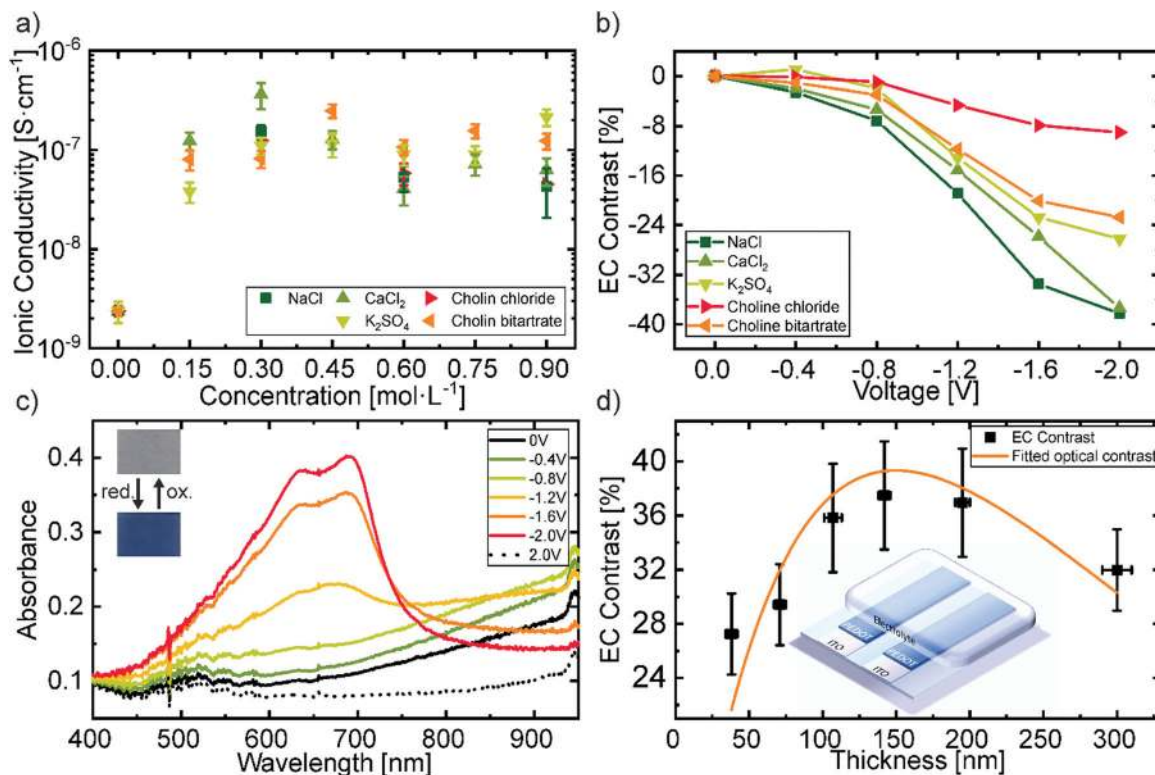 a)
Ionic Conductivity [S·cm⁻¹]
10⁻⁶
10⁻⁷
10⁻⁸
10⁻⁹
NaCl
CaCl₂
Cholin chloride
K₂SO₄
Cholin bitartrate
0.00 0.15 0.30 0.45 0.60 0.75 0.90
Concentration [mol·L⁻¹]
b)
EC Contrast [%]
0
-8
-16
-24
-32
-40
NaCl
CaCl₂
K₂SO₄
Choline chloride
Choline bitartrate
0.0 -0.4 -0.8 -1.2 -1.6 -2.0
Voltage [V]
c)
Absorbance
0.4
0.3
0.2
0.1
red. ox.
0V
-0.4V
-0.8V
-1.2V
-1.6V
-2.0V
2.0V
400 500 600 700 800 900
Wavelength [nm]
d)
EC Contrast [%]
40
36
32
28
24
EC Contrast
Fitted optical contrast
Electrolyte
PEDOT
PEDOT
ITO
ITO
0 50 100 150 200 250 300
Thickness [nm]